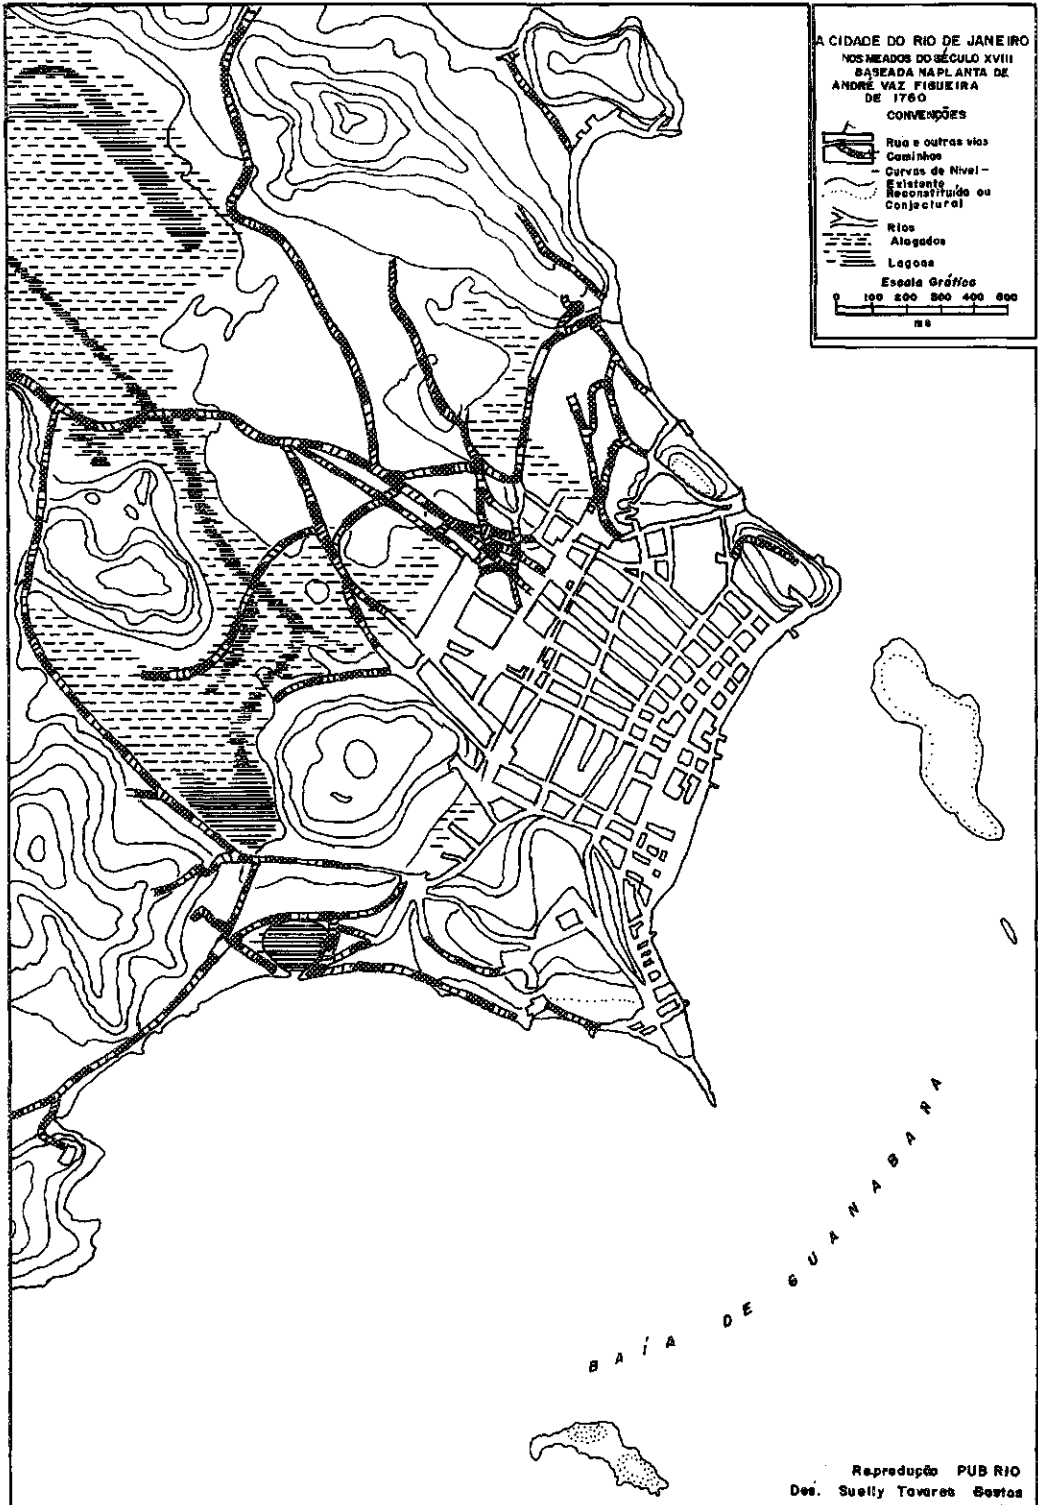 A CIDADE DO RIO DE JANEIRO
NOS MEADOS DO SÉCULO XVIII
BASEADA NA PLANTA DE
ANDRÉ VAZ FIGUEIRA
DE 1760
CONVENÇÕES
Rua e outras vias
Caminhos
Curvas de Nível -
Existente
Reconstituída ou
Conjectural
Rios
Alagados
Lagoas
Escala Gráfica
0 100 200 300 400 500
ms
BAÍA DE GUANABARA
Reprodução PUB RIO
Des. Suelly Tavares Bastos